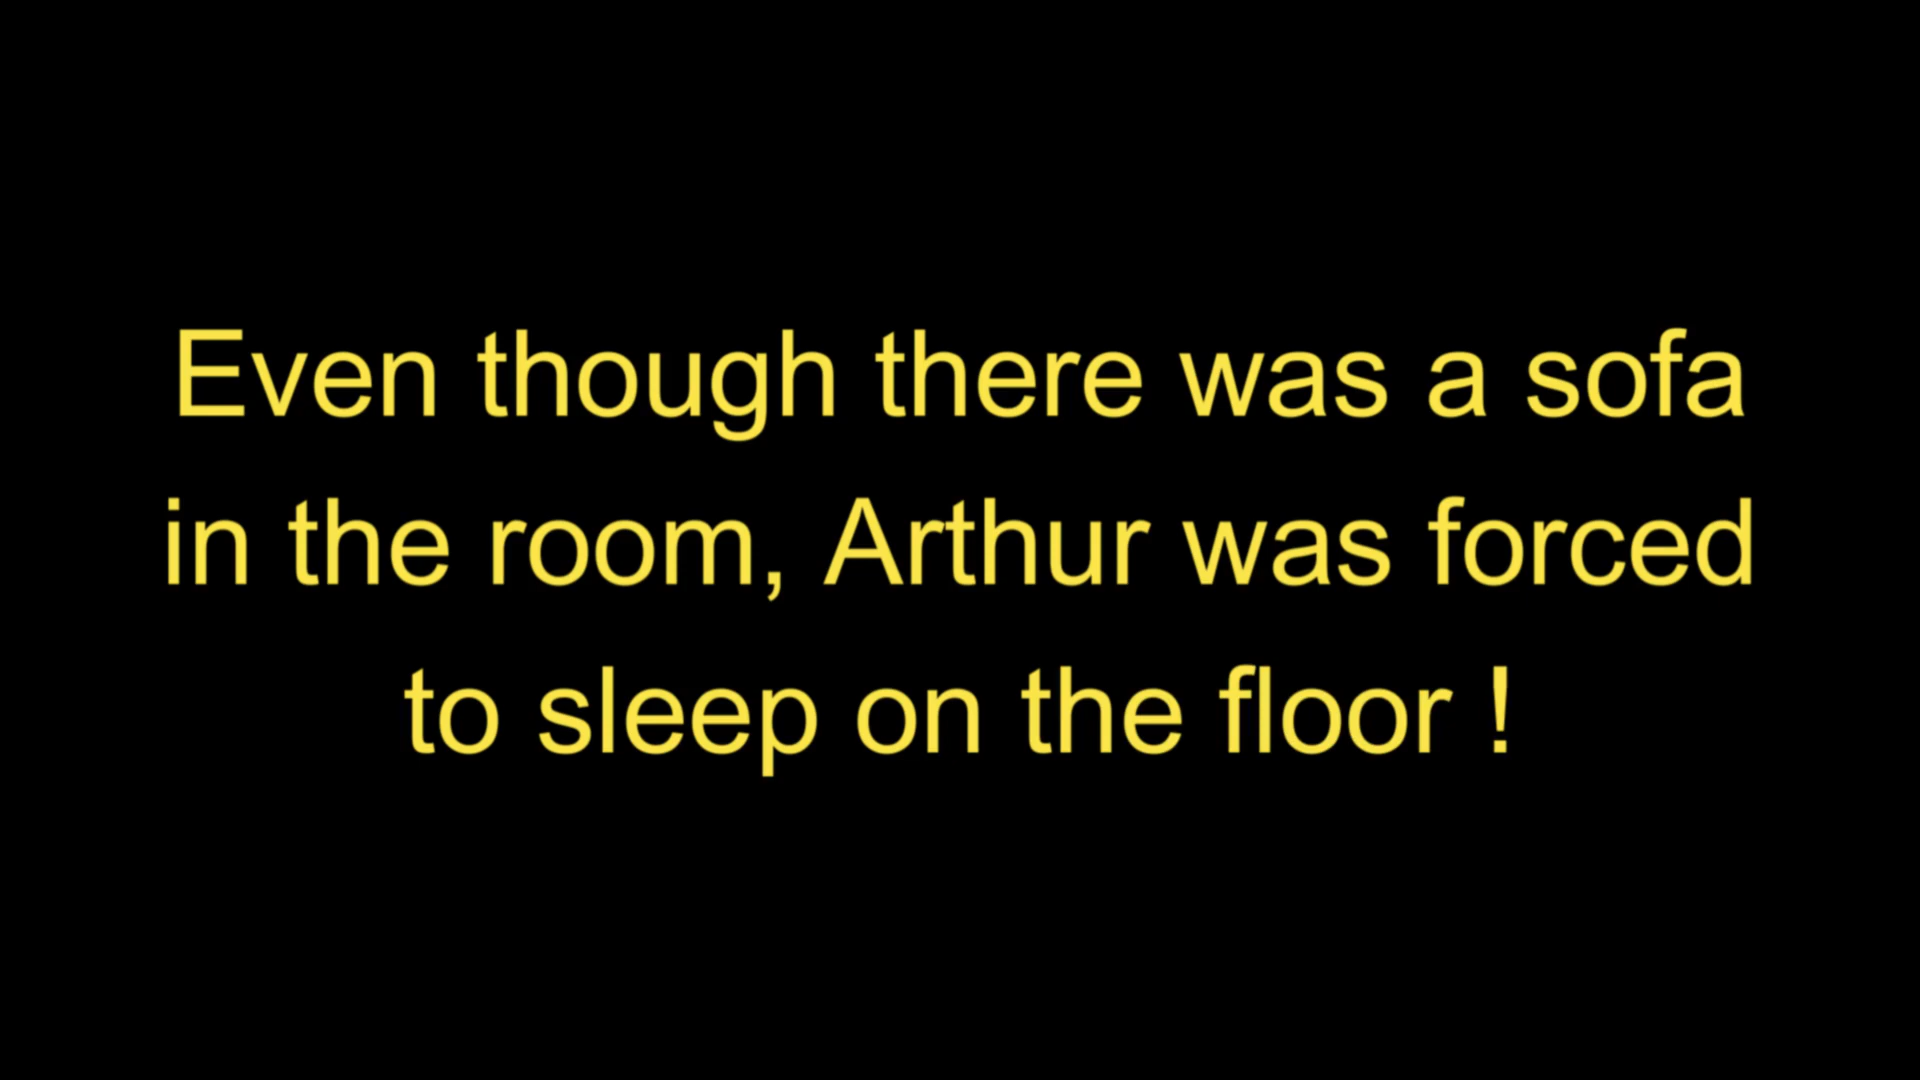 Even though there was a sofa
in the room, Arthur was forced
to sleep on the floor !